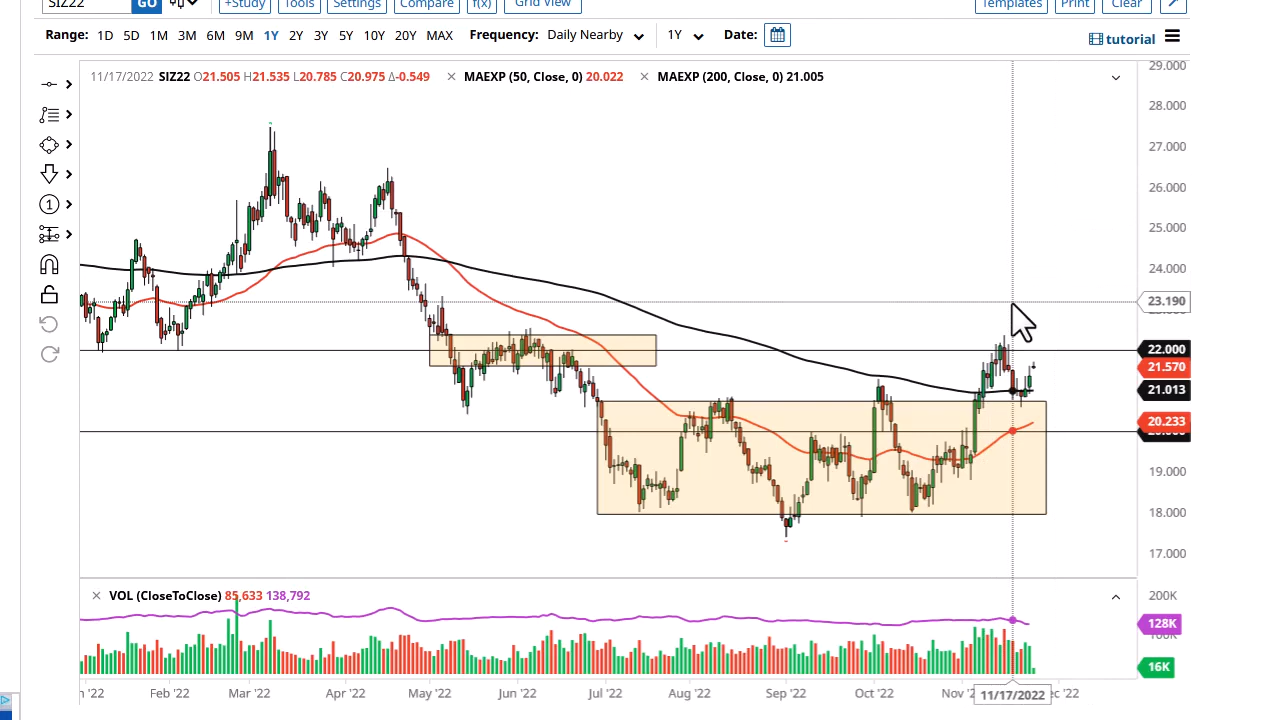 SIZ22 GO +Study Tools Settings Compare f(x) Grid View Templates Print Clear
Range: 1D 5D 1M 3M 6M 9M 1Y 2Y 3Y 5Y 10Y 20Y MAX Frequency: Daily Nearby 1Y Date: tutorial
11/17/2022 SIZ22 O21.505 H21.535 L20.785 C20.975 Δ-0.549 × MAEXP (50, Close, 0) 20.022 × MAEXP (200, Close, 0) 21.005
29.000
28.000
27.000
26.000
25.000
24.000
23.190
22.000
21.570
21.013
20.233
19.000
18.000
17.000
× VOL (CloseToClose) 85,633 138,792
200K
128K
16K
Feb '22 Mar '22 Apr '22 May '22 Jun '22 Jul '22 Aug '22 Sep '22 Oct '22 11/17/2022
1